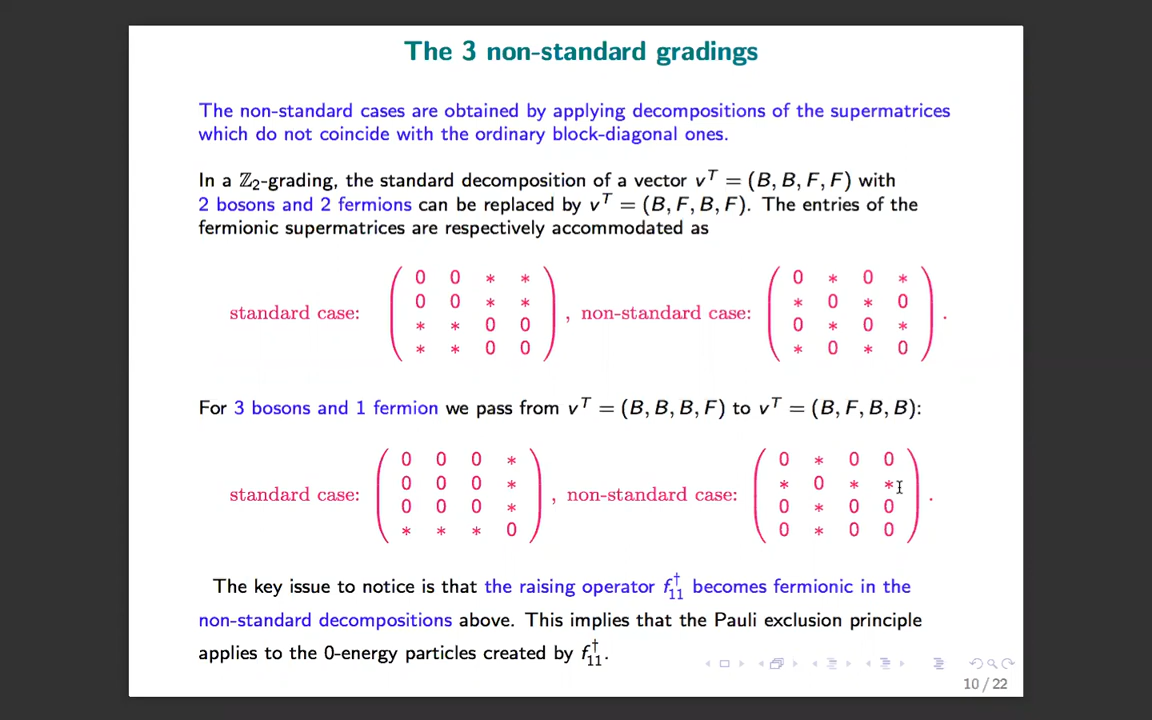 The 3 non-standard gradings
The non-standard cases are obtained by applying decompositions of the supermatrices
which do not coincide with the ordinary block-diagonal ones.
In a ℤ₂-grading, the standard decomposition of a vector vᵀ = (B, B, F, F) with
2 bosons and 2 fermions can be replaced by vᵀ = (B, F, B, F). The entries of the
fermionic supermatrices are respectively accommodated as
standard case: ( 0 0 * * ; 0 0 * * ; * * 0 0 ; * * 0 0 ) , non-standard case: ( 0 * 0 * ; * 0 * 0 ; 0 * 0 * ; * 0 * 0 ) .
For 3 bosons and 1 fermion we pass from vᵀ = (B, B, B, F) to vᵀ = (B, F, B, B):
standard case: ( 0 0 0 * ; 0 0 0 * ; 0 0 0 * ; * * * 0 ) , non-standard case: ( 0 * 0 0 ; * 0 * * ; 0 * 0 0 ; 0 * 0 0 ) .
The key issue to notice is that the raising operator f₁₁† becomes fermionic in the
non-standard decompositions above. This implies that the Pauli exclusion principle
applies to the 0-energy particles created by f₁₁†.
10 / 22